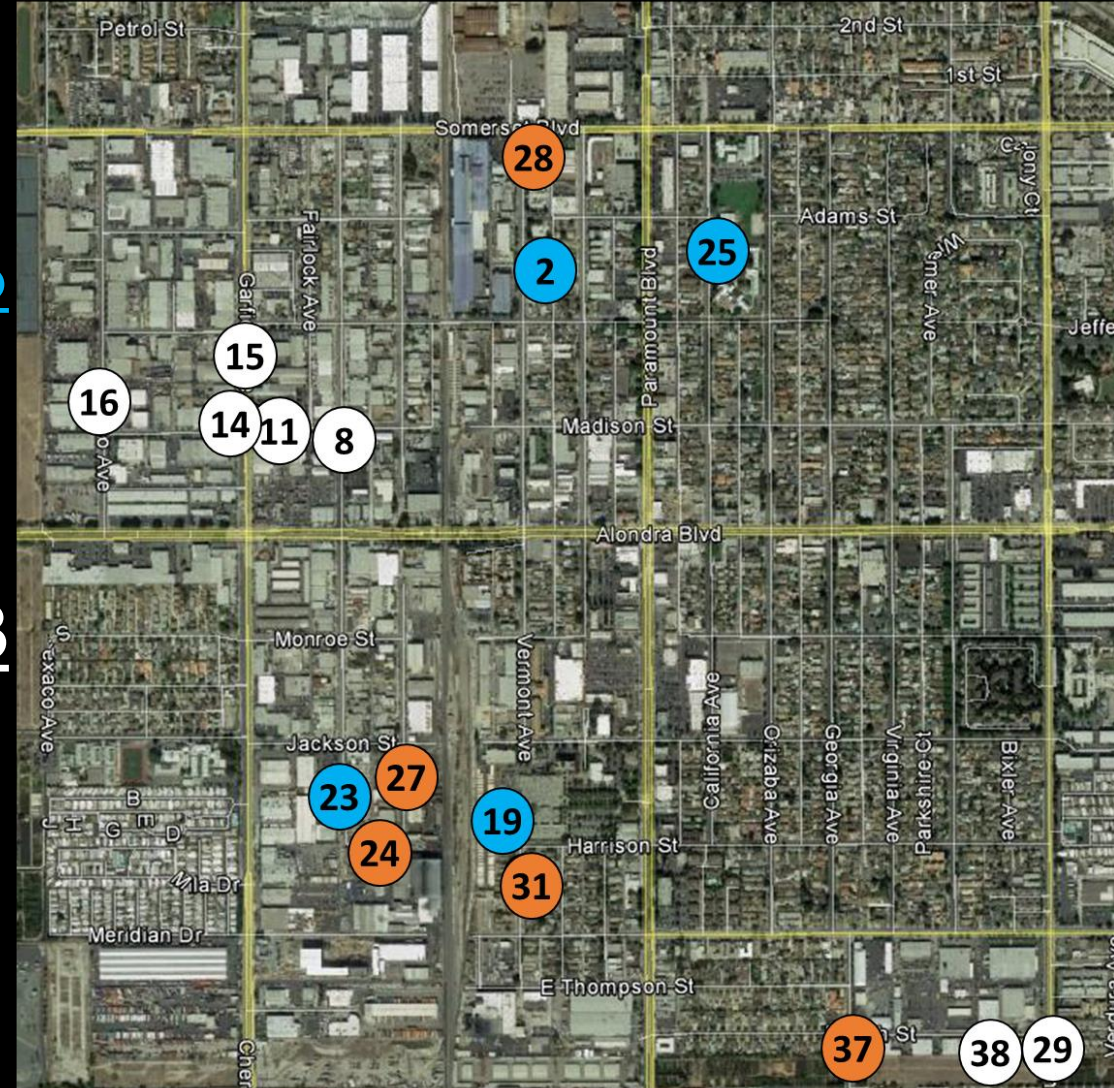 Petrol St
2nd St
1st St
Somerset Blvd
28
Adams St
Fairlock Ave
2
25
Paramount Blvd
15
16
14
11
8
Madison St
Alondra Blvd
Monroe St
Vermont Ave
California Ave
Orizaba Ave
Georgia Ave
Virginia Ave
Parkshire Ct
Bixler Ave
Jackson St
27
23
19
24
31
Harrison St
B
E
J
H
G
D
Mila Dr
Meridian Dr
E Thompson St
St
37
38
29